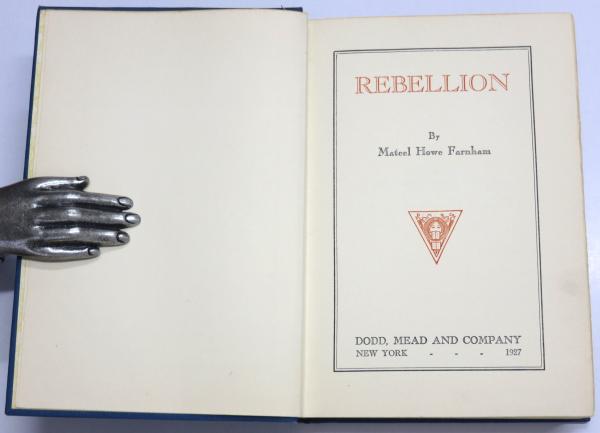 REBELLION
By
Mateel Howe Farnham
DODD, MEAD AND COMPANY
NEW YORK - - - 1927